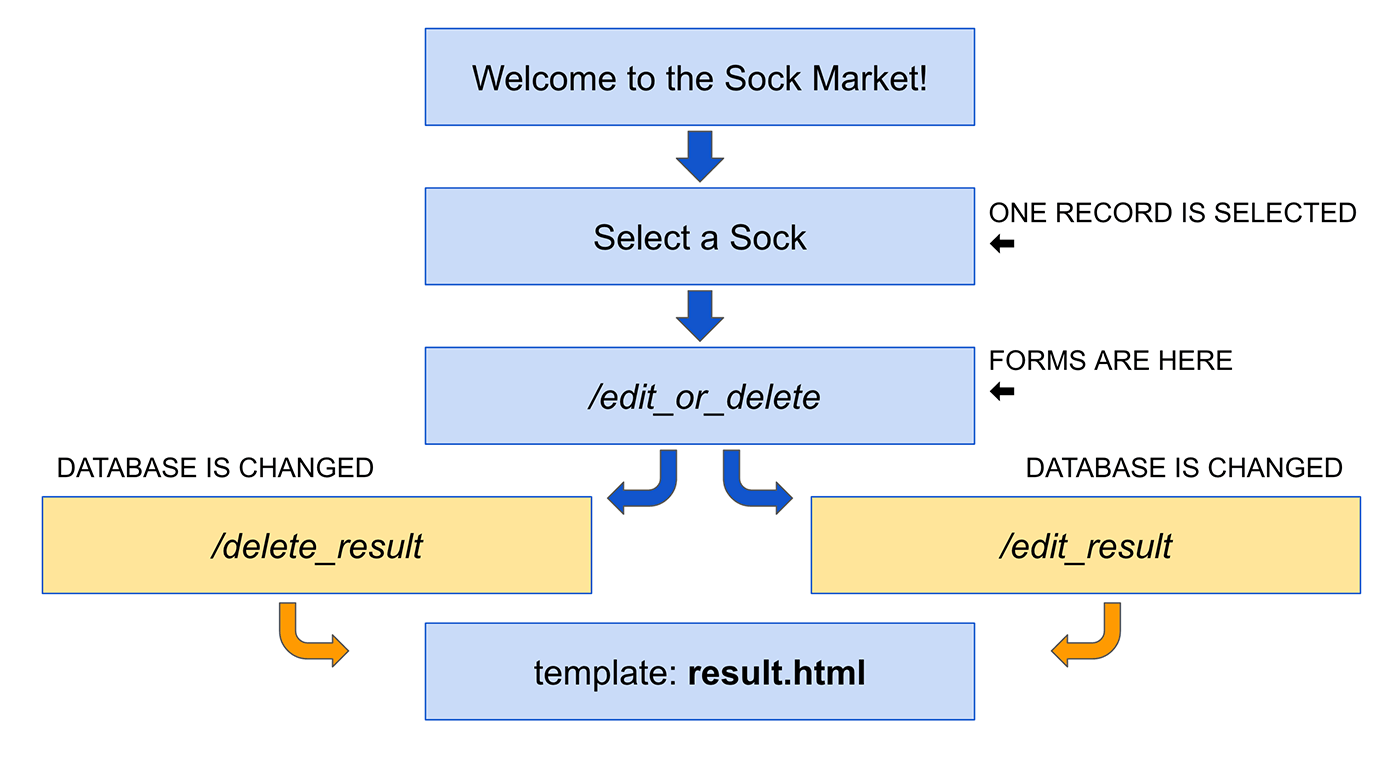 Welcome to the Sock Market!
Select a Sock
ONE RECORD IS SELECTED
/edit_or_delete
FORMS ARE HERE
DATABASE IS CHANGED
DATABASE IS CHANGED
/delete_result
/edit_result
template: result.html